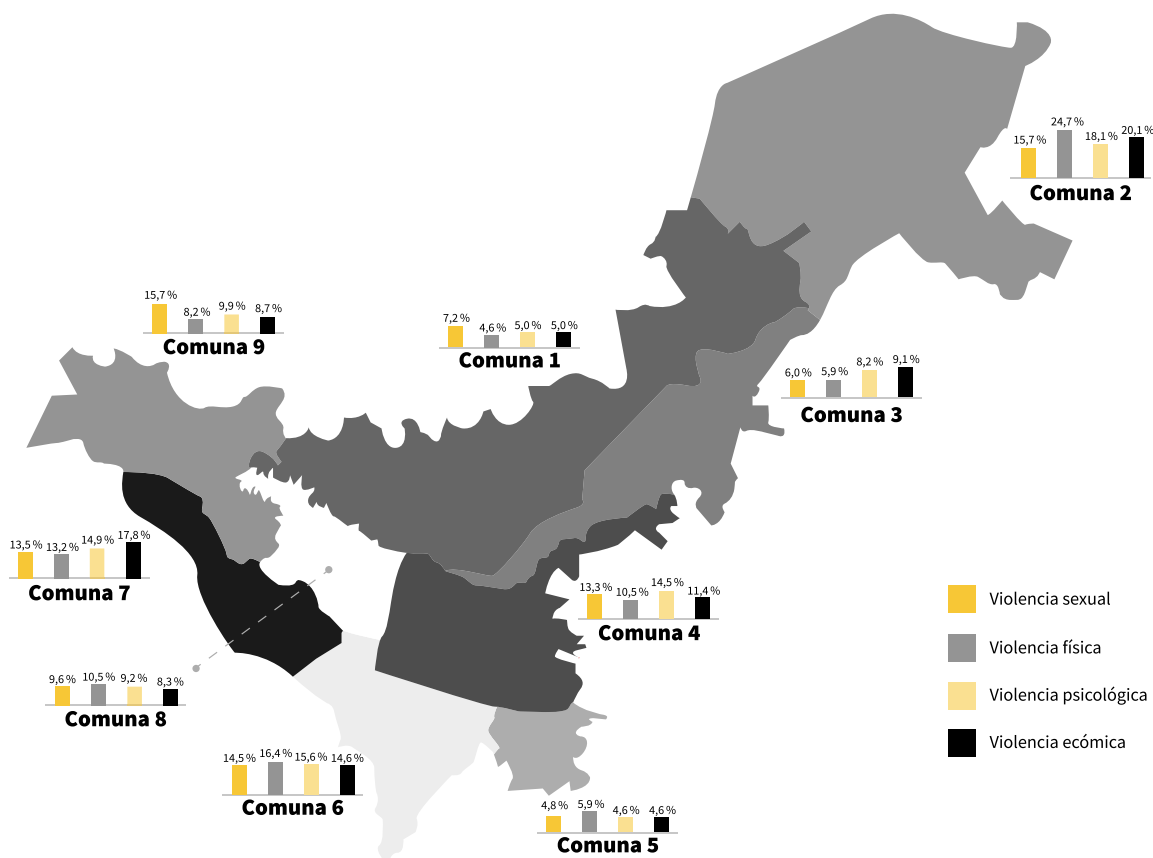 24,7 %
15,7 %
18,1 %
20,1 %
Comuna 2
15,7 %
8,2 %
9,9 %
8,7 %
Comuna 9
7,2 %
4,6 %
5,0 %
5,0 %
Comuna 1
6,0 %
5,9 %
8,2 %
9,1 %
Comuna 3
13,5 %
13,2 %
14,9 %
17,8 %
Comuna 7
13,3 %
10,5 %
14,5 %
11,4 %
Comuna 4
Violencia sexual
Violencia física
Violencia psicológica
Violencia ecómica
9,6 %
10,5 %
9,2 %
8,3 %
Comuna 8
14,5 %
16,4 %
15,6 %
14,6 %
Comuna 6
4,8 %
5,9 %
4,6 %
4,6 %
Comuna 5